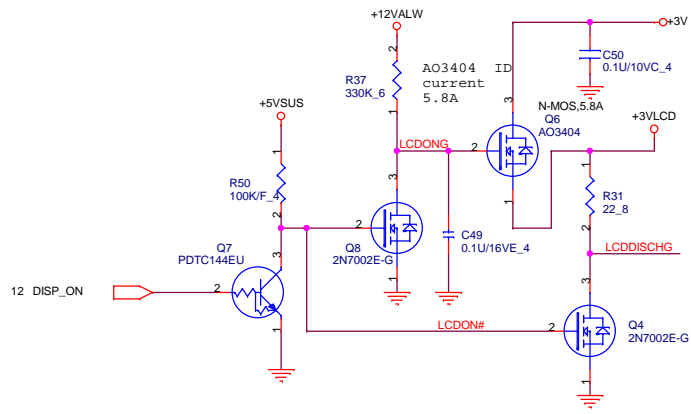 +12VALW
+3V
2
R37
330K_6
1
AO3404 ID
current
5.8A
C50
0.1U/10VC_4
3
N-MOS,5.8A
Q6
AO3404
2
1
+5VSUS
+3VLCD
LCDONG
1
R50
100K/F_4
2
1
R31
22_8
2
3
2
Q8
2N7002E-G
1
C49
0.1U/16VE_4
Q7
PDTC144EU
3
LCDDISCHG
12 DISP_ON
2
1
LCDON#
3
2
Q4
2N7002E-G
1